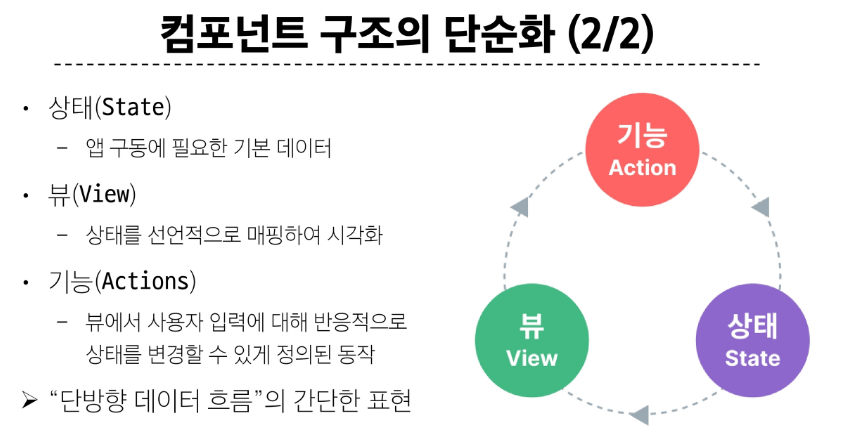 컴포넌트 구조의 단순화 (2/2)
• 상태(State)
– 앱 구동에 필요한 기본 데이터
• 뷰(View)
– 상태를 선언적으로 매핑하여 시각화
• 기능(Actions)
– 뷰에서 사용자 입력에 대해 반응적으로
상태를 변경할 수 있게 정의된 동작
➢ “단방향 데이터 흐름”의 간단한 표현
기능
Action
뷰
View
상태
State